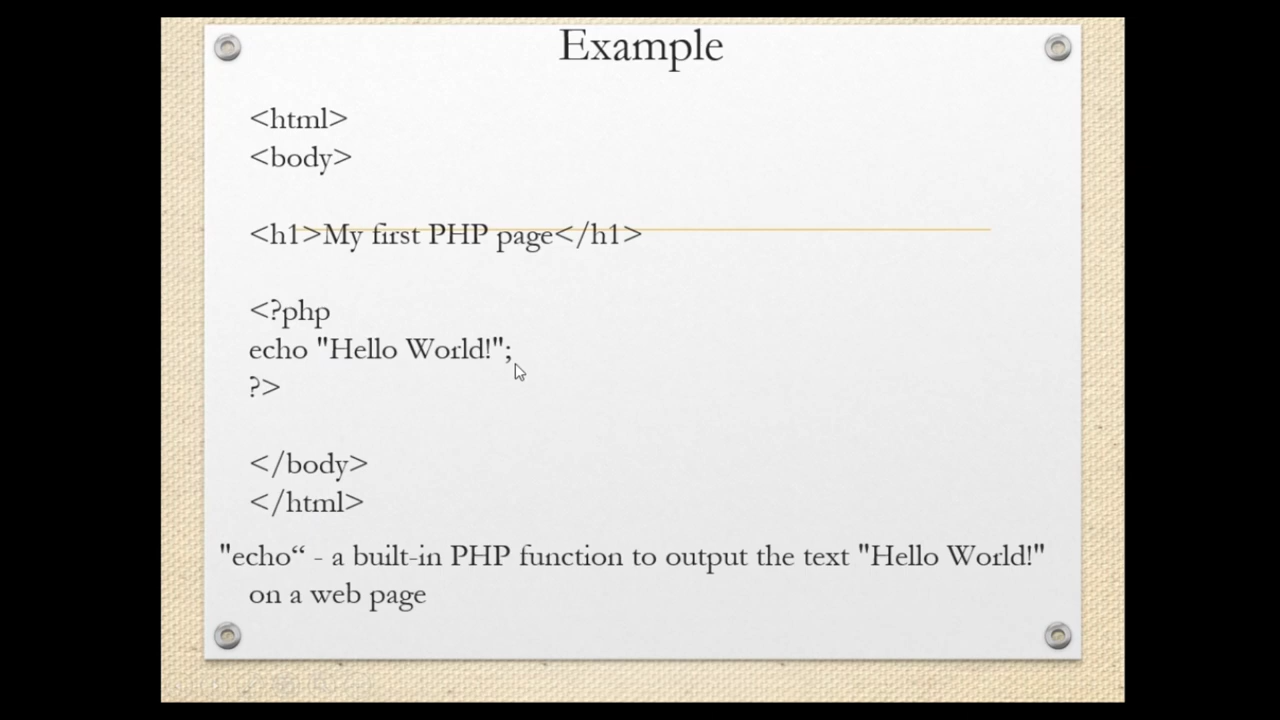 Example
<html>
<body>
<h1>My first PHP page</h1>
<?php
echo "Hello World!";
?>
</body>
</html>
"echo“ - a built-in PHP function to output the text "Hello World!"
on a web page